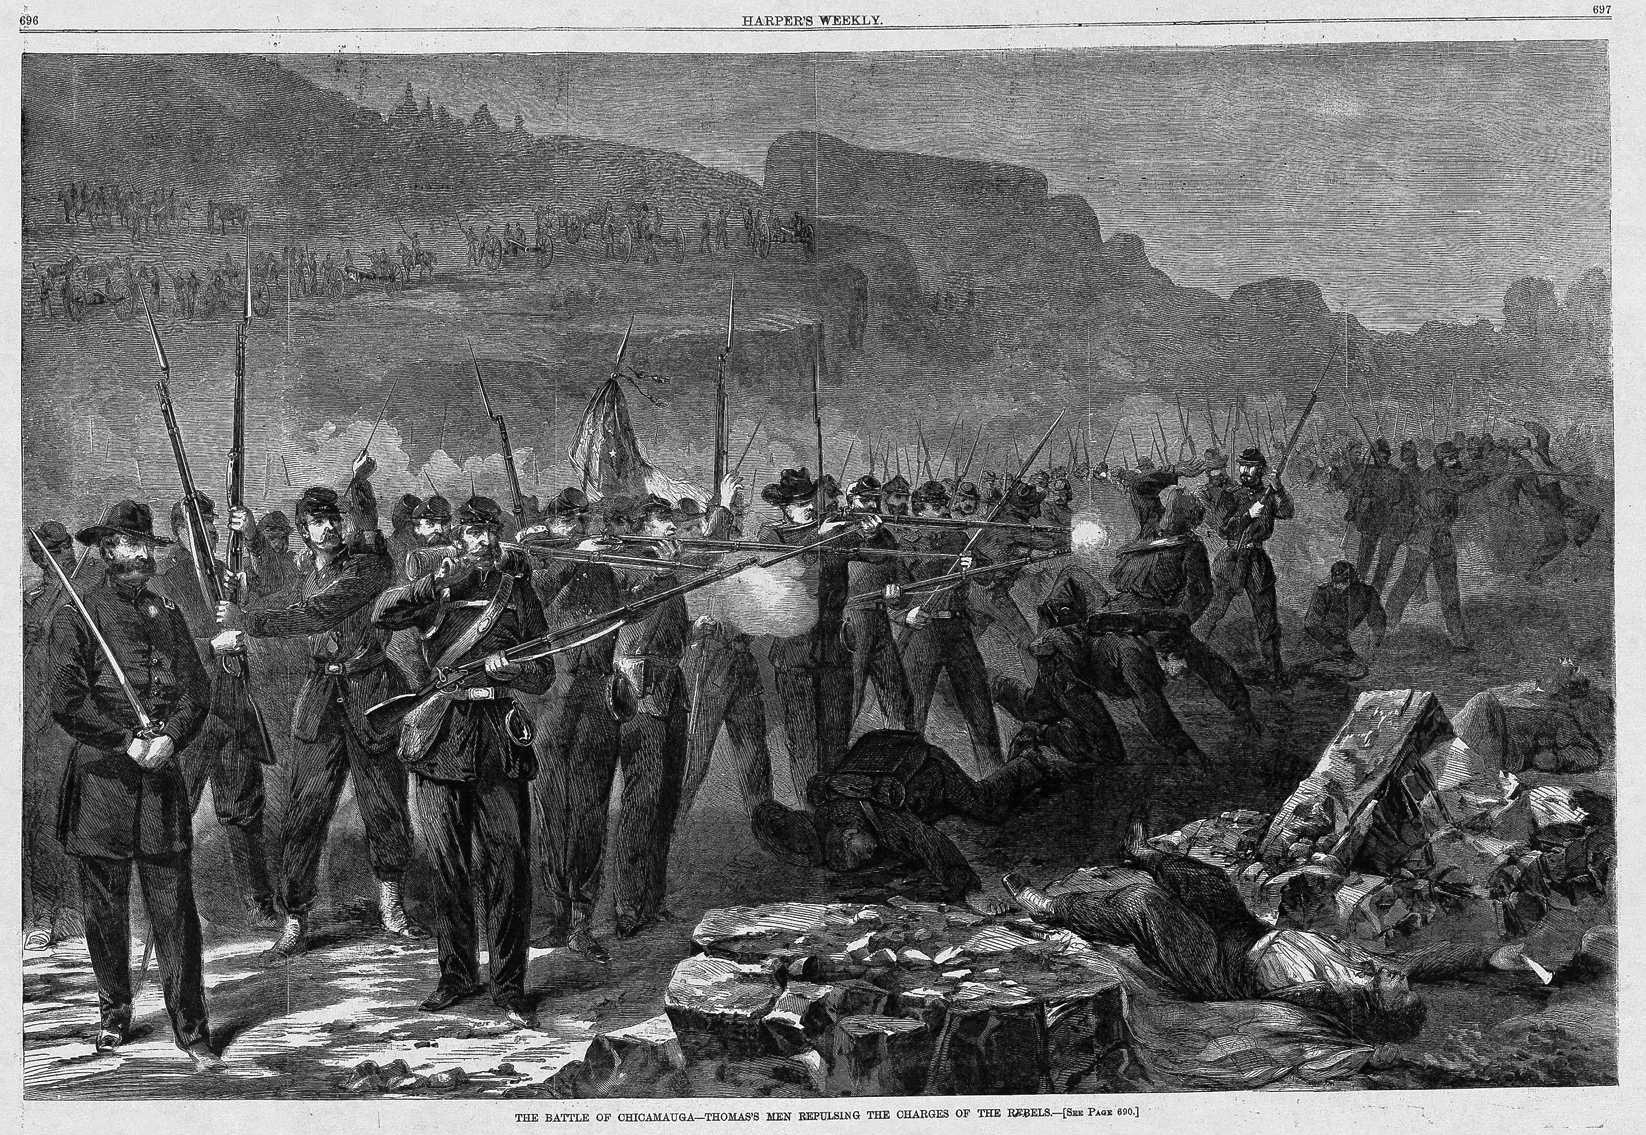 696
HARPER'S WEEKLY.
697
THE BATTLE OF CHICAMAUGA—THOMAS'S MEN REPULSING THE CHARGES OF THE REBELS.—[SEE PAGE 690.]